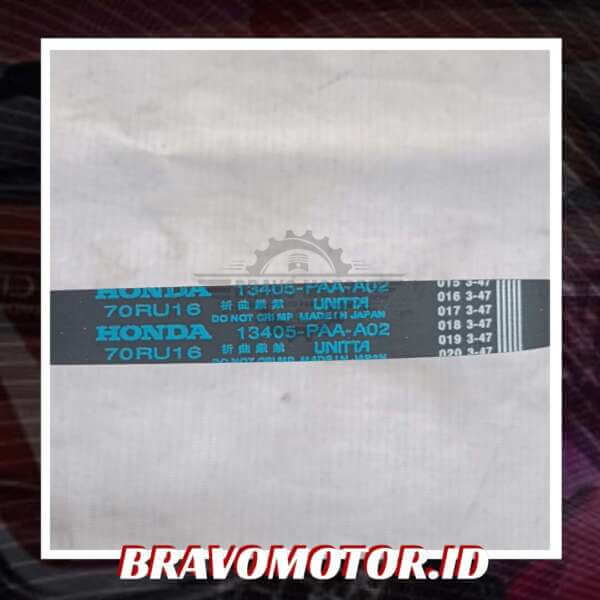 HONDA 13405-PAA-A02
70RU16 折曲厳禁 UNITTA
DO NOT CRIMP MADE IN JAPAN
HONDA 13405-PAA-A02
70RU16 折曲厳禁 UNITTA
DO NOT CRIMP MADE IN JAPAN
015 3-47
016 3-47
017 3-47
018 3-47
019 3-47
020 3-47
BRAVOMOTOR.ID